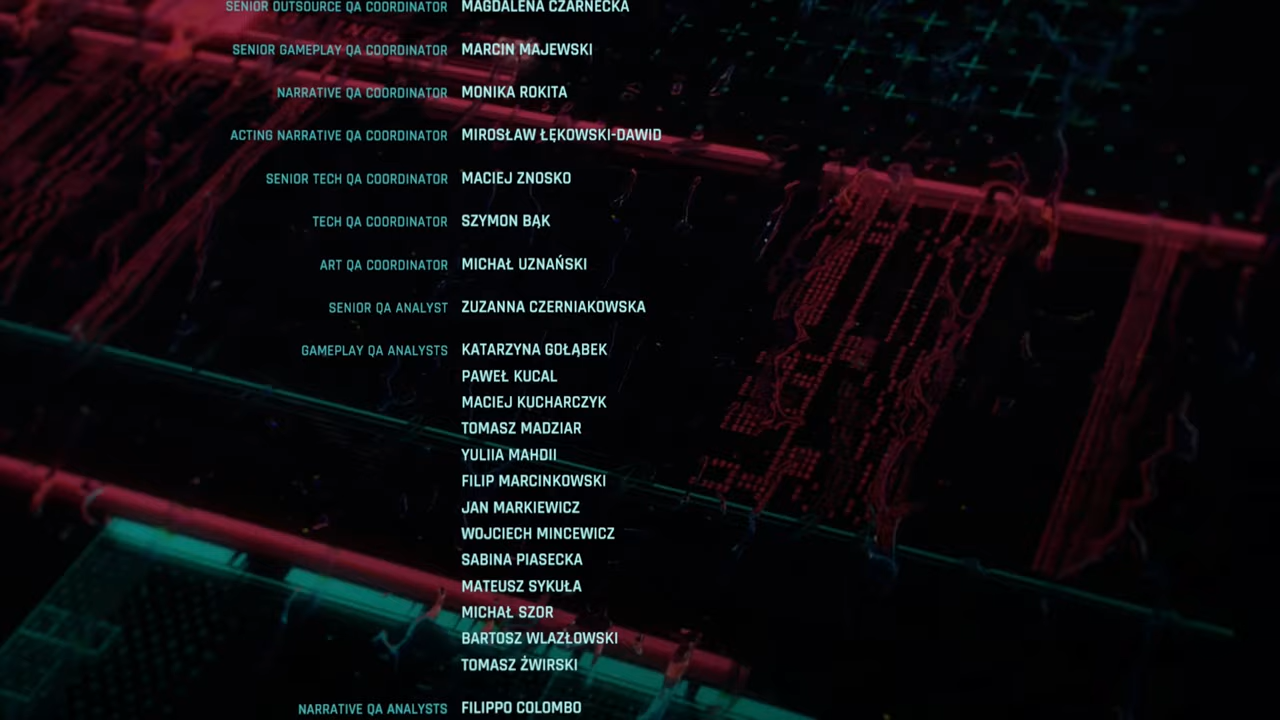 SENIOR OUTSOURCE QA COORDINATOR MAGDALENA CZARNECKA
SENIOR GAMEPLAY QA COORDINATOR MARCIN MAJEWSKI
NARRATIVE QA COORDINATOR MONIKA ROKITA
ACTING NARRATIVE QA COORDINATOR MIROSŁAW ŁĘKOWSKI-DAWID
SENIOR TECH QA COORDINATOR MACIEJ ZNOSKO
TECH QA COORDINATOR SZYMON BĄK
ART QA COORDINATOR MICHAŁ UZNAŃSKI
SENIOR QA ANALYST ZUZANNA CZERNIAKOWSKA
GAMEPLAY QA ANALYSTS KATARZYNA GOŁĄBEK
PAWEŁ KUCAL
MACIEJ KUCHARCZYK
TOMASZ MADZIAR
YULIIA MAHDII
FILIP MARCINKOWSKI
JAN MARKIEWICZ
WOJCIECH MINCEWICZ
SABINA PIASECKA
MATEUSZ SYKUŁA
MICHAŁ SZOR
BARTOSZ WLAZŁOWSKI
TOMASZ ŻWIRSKI
NARRATIVE QA ANALYSTS FILIPPO COLOMBO